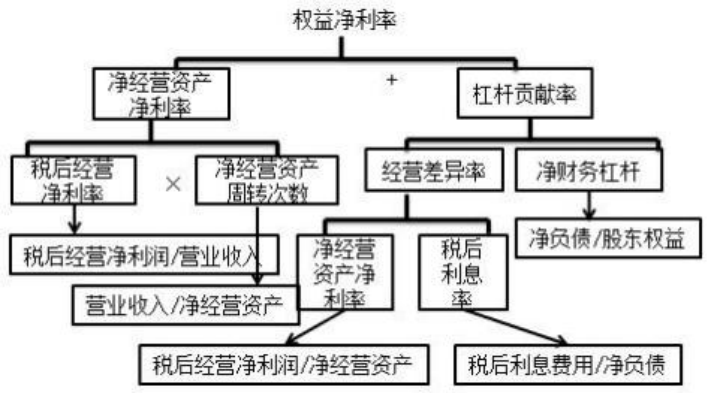 权益净利率
净经营资产
净利率
+
杠杆贡献率
税后经营
净利率
×
净经营资产
周转次数
经营差异率
净财务杠杆
税后经营净利润/营业收入
净负债/股东权益
净经营
资产净
利率
税后
利息
率
营业收入/净经营资产
税后经营净利润/净经营资产
税后利息费用/净负债